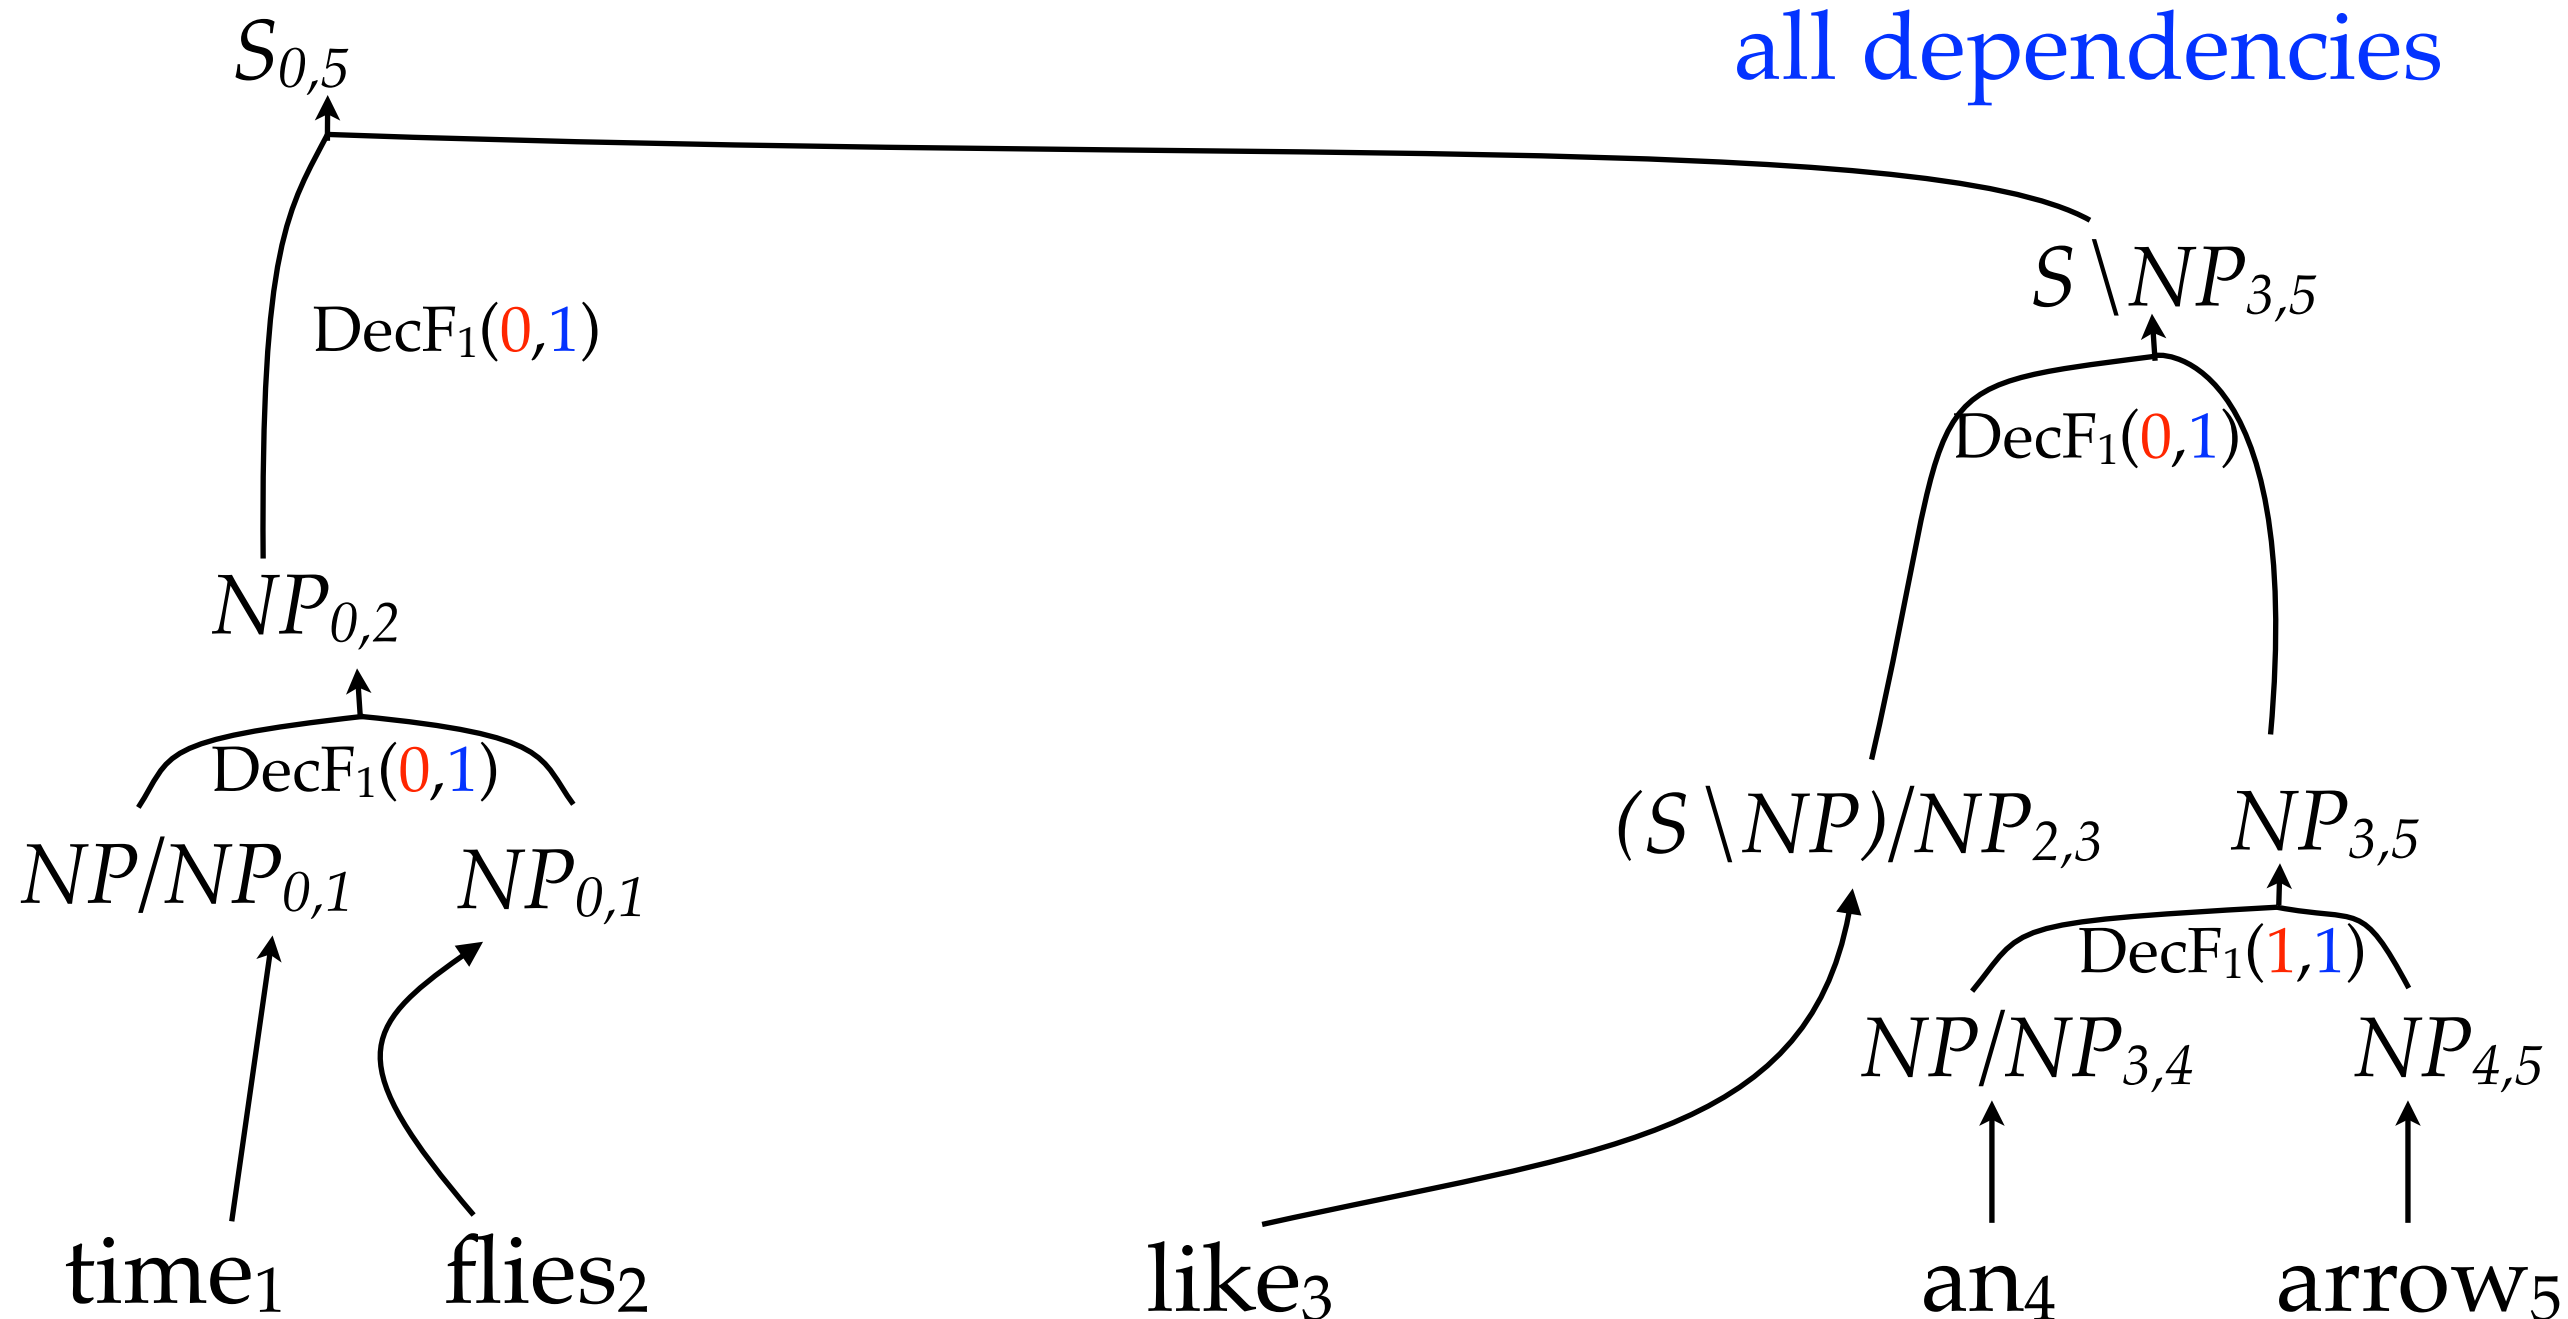 S0,5
all dependencies
S\NP3,5
DecF1(0,1)
DecF1(0,1)
NP0,2
DecF1(0,1)
(S\NP)/NP2,3
NP3,5
NP/NP0,1
NP0,1
DecF1(1,1)
NP/NP3,4
NP4,5
time1
flies2
like3
an4
arrow5